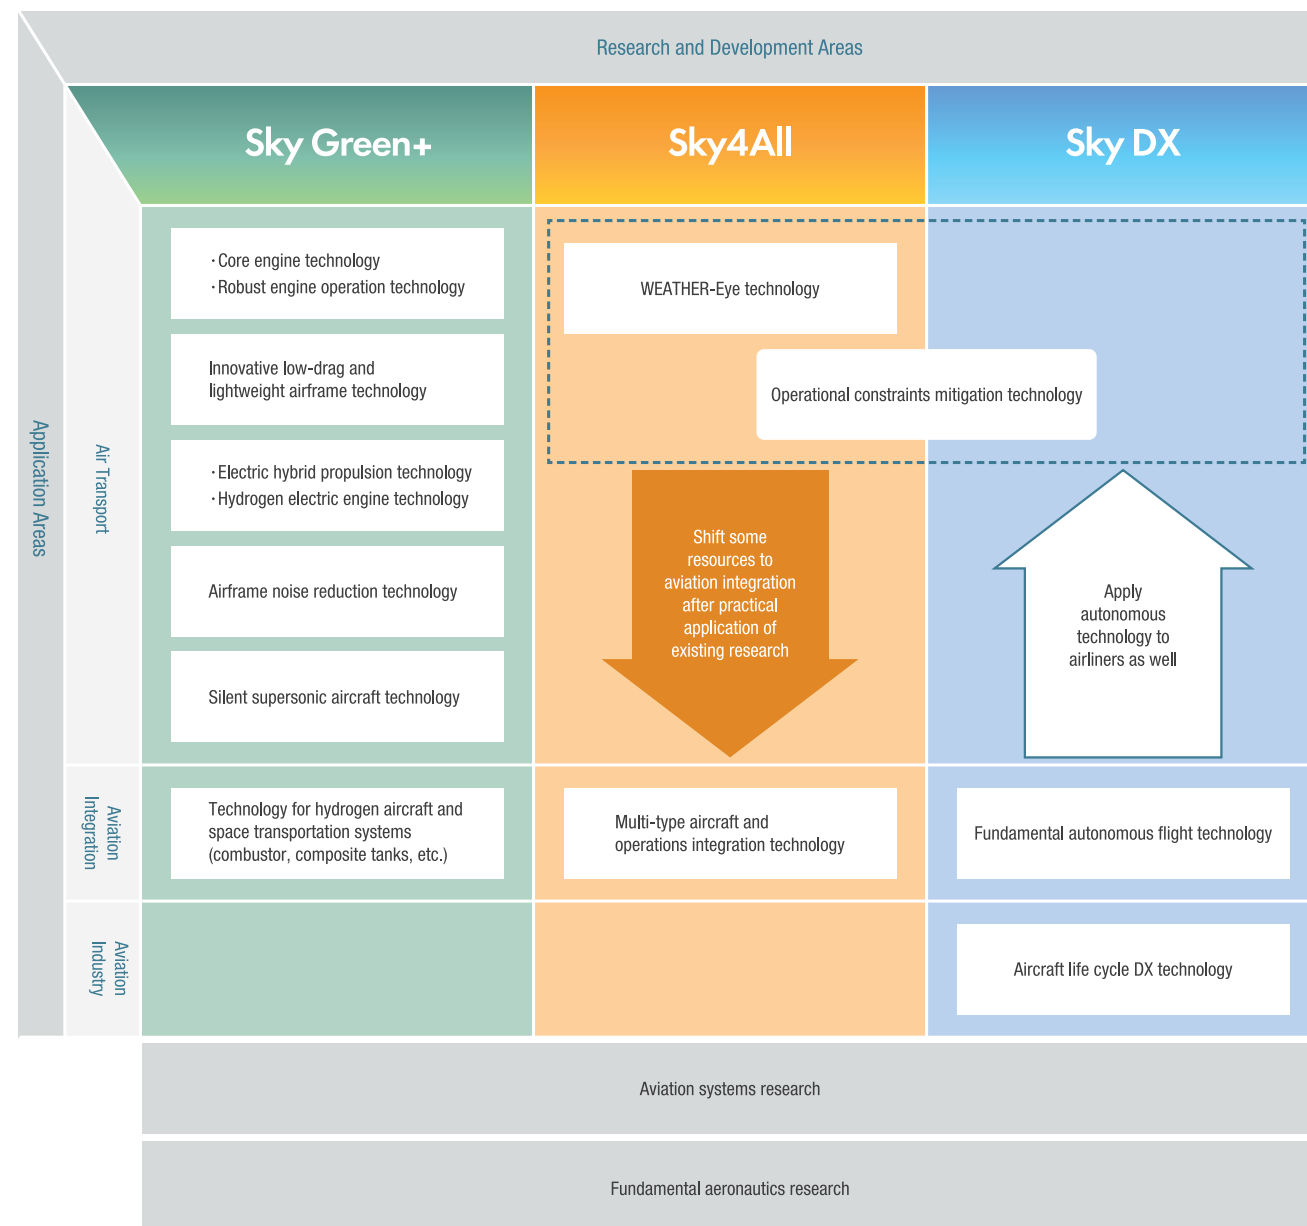 Research and Development Areas
Application Areas
Sky Green+
Sky4All
Sky DX
Air Transport
・Core engine technology
・Robust engine operation technology
Innovative low-drag and
lightweight airframe technology
・Electric hybrid propulsion technology
・Hydrogen electric engine technology
Airframe noise reduction technology
Silent supersonic aircraft technology
WEATHER-Eye technology
Operational constraints mitigation technology
Shift some
resources to
aviation integration
after practical
application of
existing research
Apply
autonomous
technology to
airliners as well
Aviation
Integration
Technology for hydrogen aircraft and
space transportation systems
(combustor, composite tanks, etc.)
Multi-type aircraft and
operations integration technology
Fundamental autonomous flight technology
Aviation
Industry
Aircraft life cycle DX technology
Aviation systems research
Fundamental aeronautics research